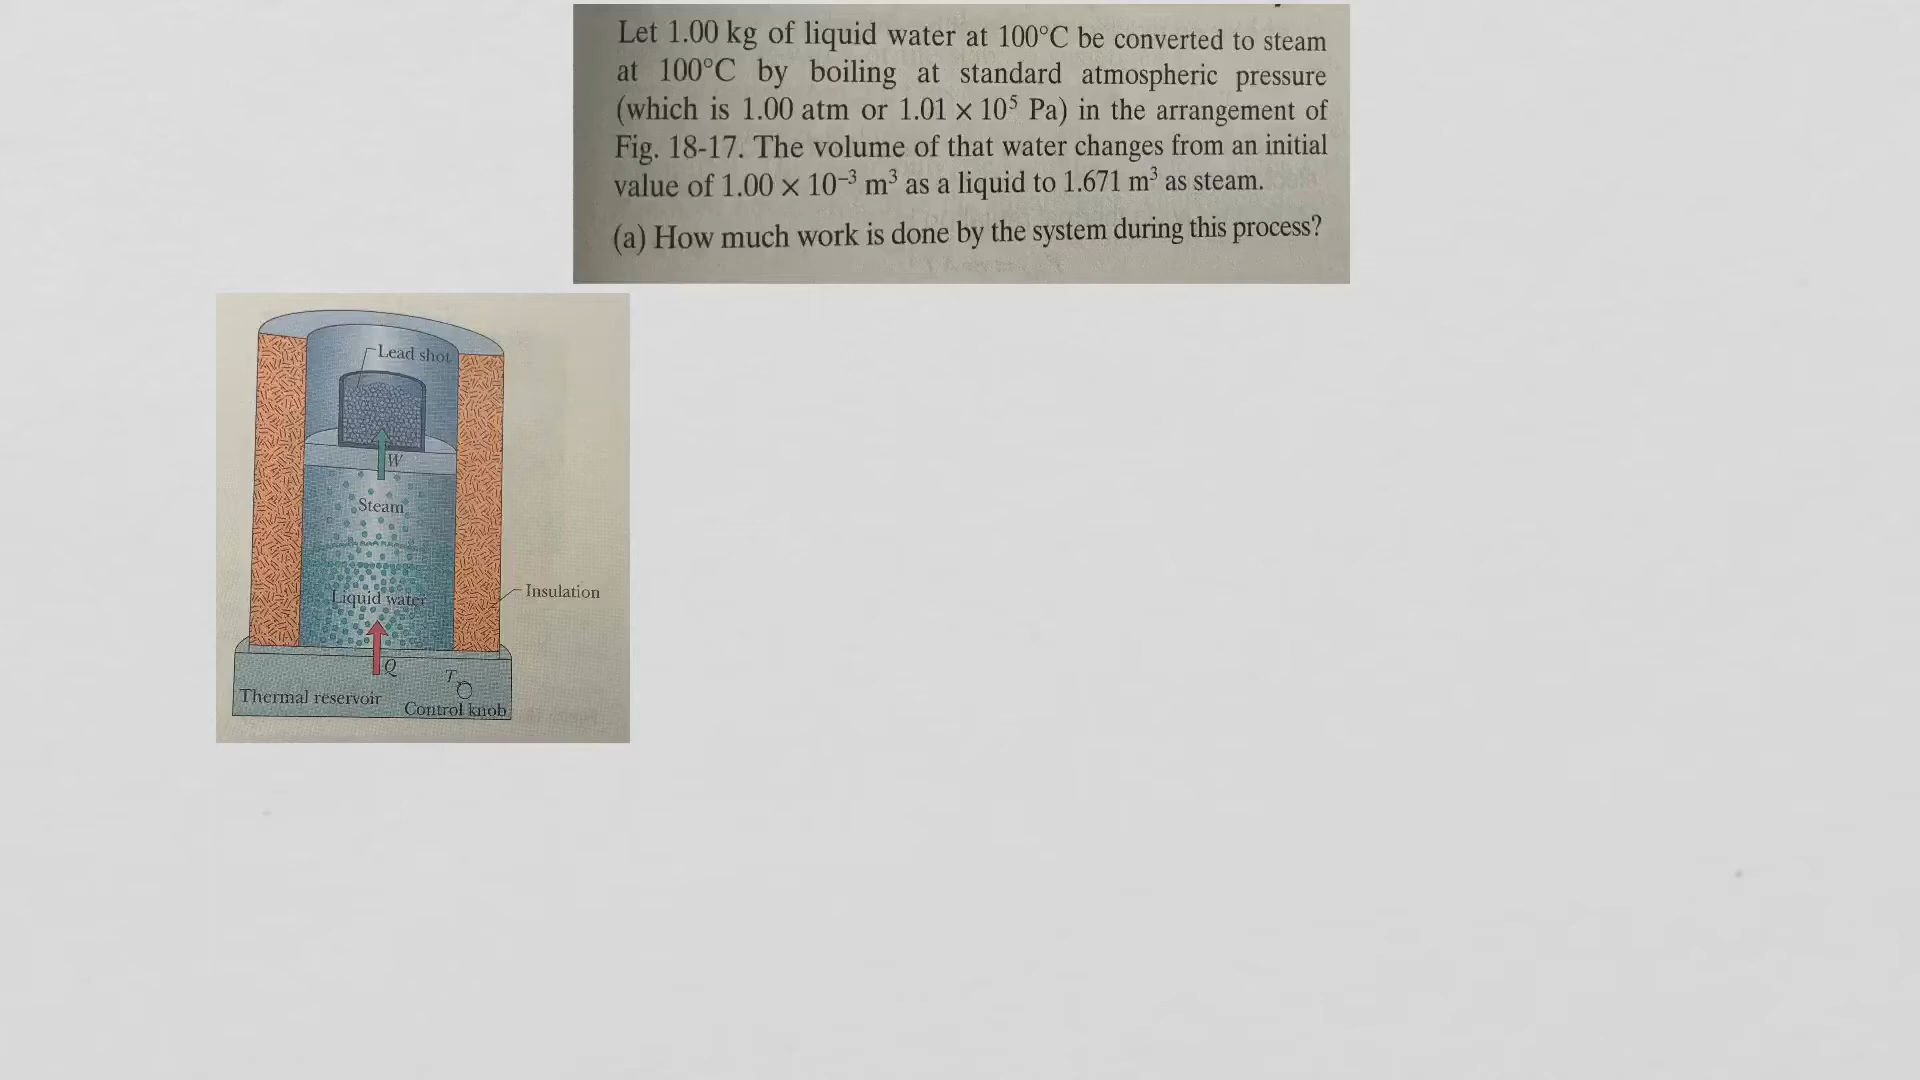 Let 1.00 kg of liquid water at 100°C be converted to steam
at 100°C by boiling at standard atmospheric pressure
(which is 1.00 atm or 1.01 × 10⁵ Pa) in the arrangement of
Fig. 18-17. The volume of that water changes from an initial
value of 1.00 × 10⁻³ m³ as a liquid to 1.671 m³ as steam.
(a) How much work is done by the system during this process?
Lead shot
W
Steam
Insulation
Liquid water
Q
T
Thermal reservoir
Control knob